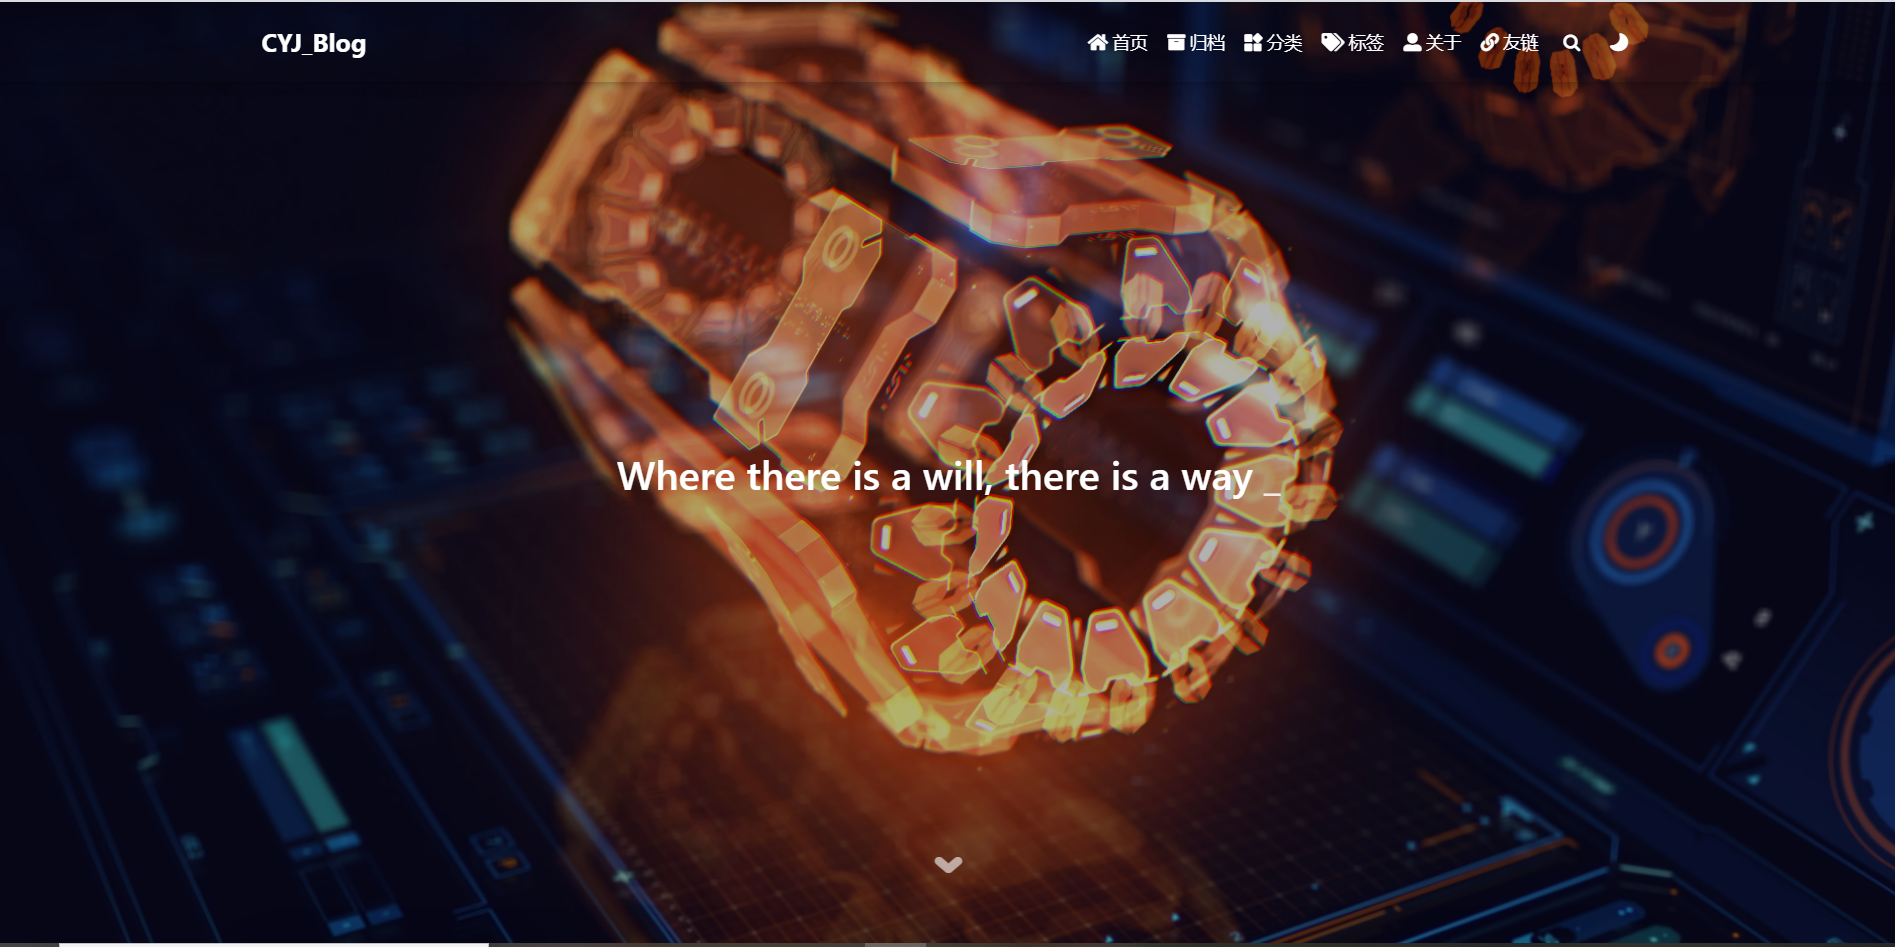 CYJ_Blog
首页 归档 分类 标签 关于 友链
Where there is a will, there is a way _